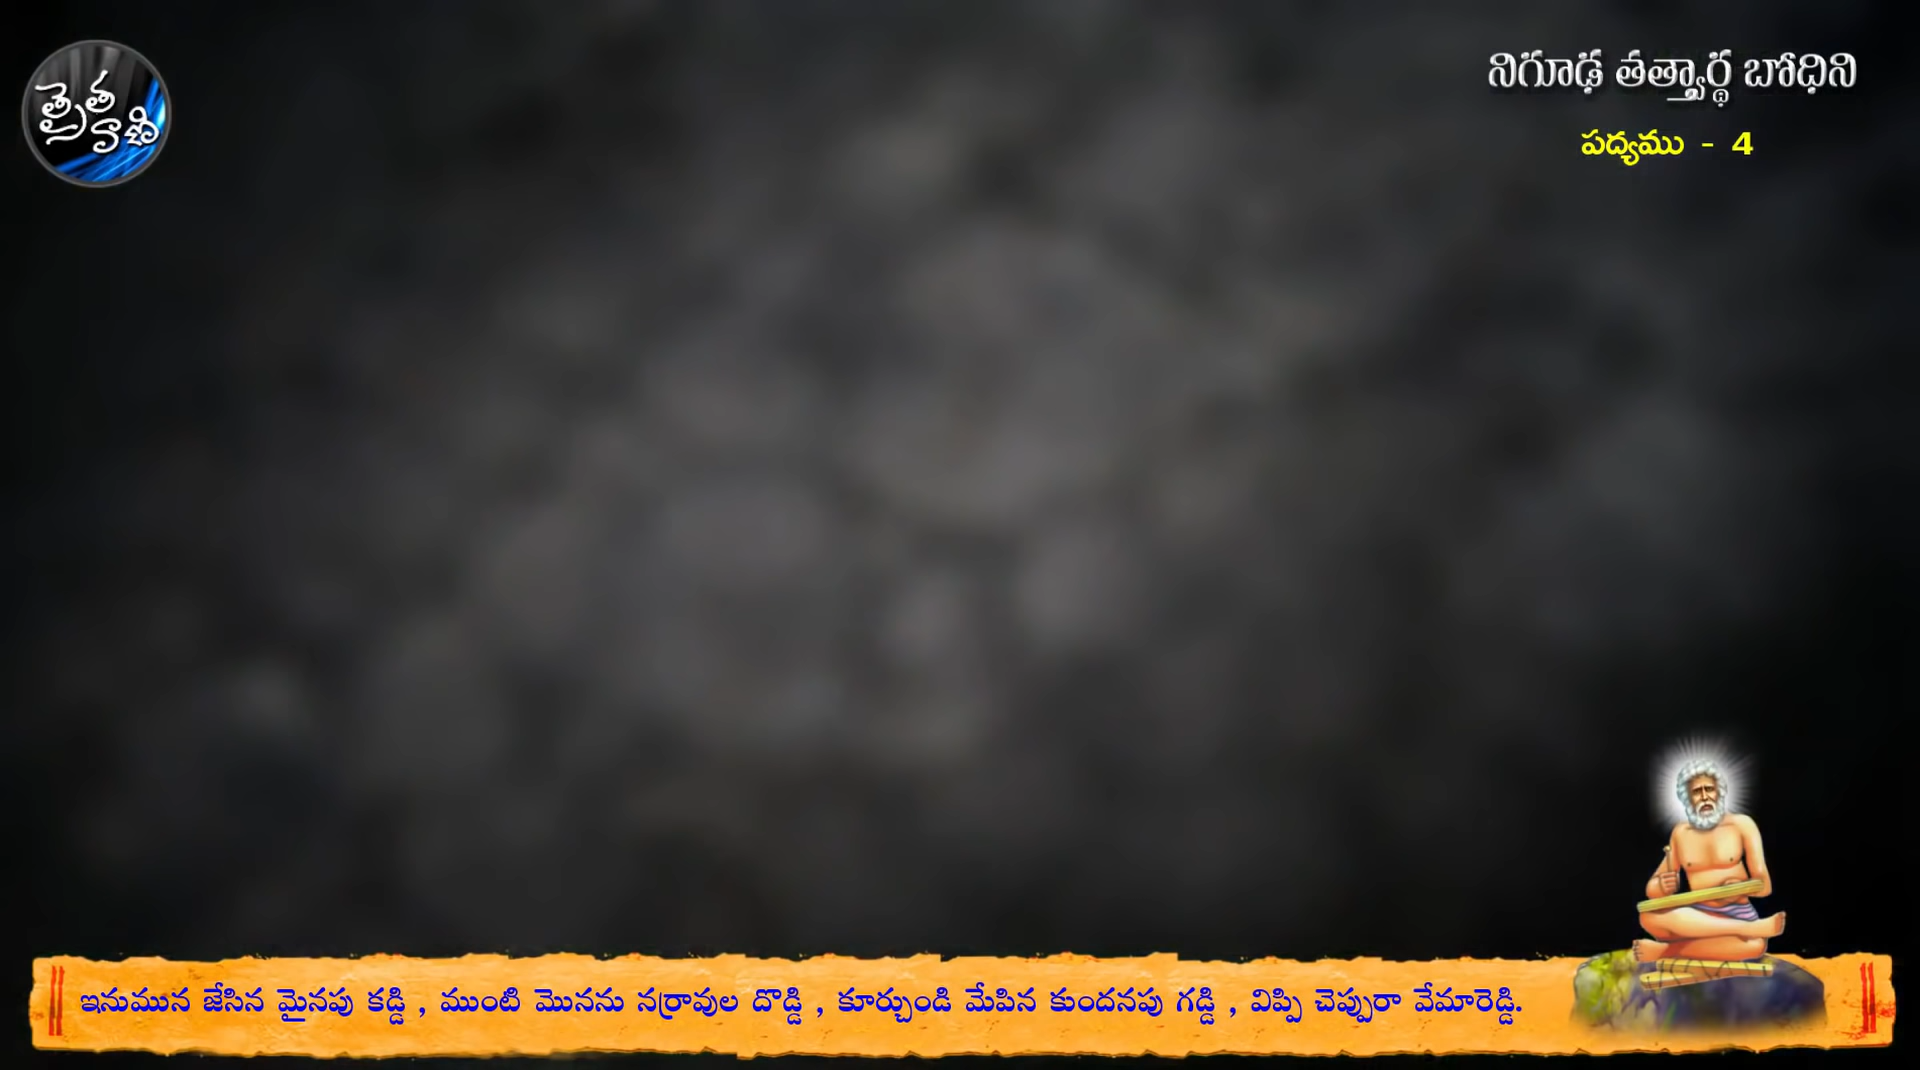 త్రైత
వాణి
నిగూఢ తత్త్వార్థ బోధిని
పద్యము - 4
ఇనుమున జేసిన మైనపు కడ్డి , ముంటి మొనను నర్రావుల దొడ్డి , కూర్చుండి మేపిన కుందనపు గడ్డి , విప్పి చెప్పురా వేమారెడ్డి.